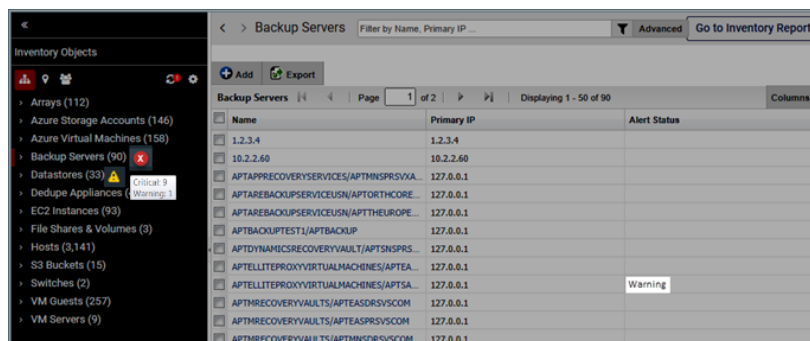 «
< > Backup Servers Filter by Name, Primary IP ... Advanced Go to Inventory Report
Inventory Objects
Add Export
Backup Servers Page 1 of 2 Displaying 1 - 50 of 90 Columns
Name Primary IP Alert Status
Arrays (112)
Azure Storage Accounts (146)
Azure Virtual Machines (158)
Backup Servers (90)
Datastores (33)
Critical: 9
Warning: 1
Dedupe Appliances
EC2 Instances (93)
File Shares & Volumes (3)
Hosts (3,141)
S3 Buckets (15)
Switches (2)
VM Guests (257)
VM Servers (9)
1.2.3.4 1.2.3.4
10.2.2.60 10.2.2.60
APTAPPRECOVERYSERVICES/APTMNSPRSVXA... 127.0.0.1
APTAREBACKUPSERVICEUSN/APTORTHCORE... 127.0.0.1
APTAREBACKUPSERVICEUSN/APTTHEUROPE... 127.0.0.1
APTBACKUPTEST1/APTBACKUP 127.0.0.1
APTDYNAMICSRECOVERYVAULT/APTSNSPRS... 127.0.0.1
APTELLITEPROXYVIRTUALMACHINES/APTEA... 127.0.0.1
APTELLITEPROXYVIRTUALMACHINES/APTSA... 127.0.0.1 Warning
APTMRECOVERYVAULTS/APTEASDRSVSCOM 127.0.0.1
APTMRECOVERYVAULTS/APTEASPRSVSCOM 127.0.0.1
APTMRECOVERYVAULTS/APTMNSDRSVSCOM 127.0.0.1